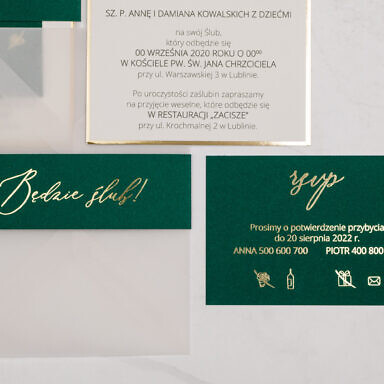 SZ. P. ANNĘ I DAMIANA KOWALSKICH Z DZIEĆMI
na swój Ślub,
który odbędzie się
00 WRZEŚNIA 2020 ROKU O 00⁰⁰
W KOŚCIELE PW. ŚW. JANA CHRZCICIELA
przy ul. Warszawskiej 3 w Lublinie.
Po uroczystości zaślubin zapraszamy
na przyjęcie weselne, które odbędzie się
W RESTAURACJI „ZACISZE”
przy ul. Krochmalnej 2 w Lublinie.
Będzie ślub!
rsvp
Prosimy o potwierdzenie przybycia
do 20 sierpnia 2022 r.
ANNA 500 600 700 PIOTR 400 800